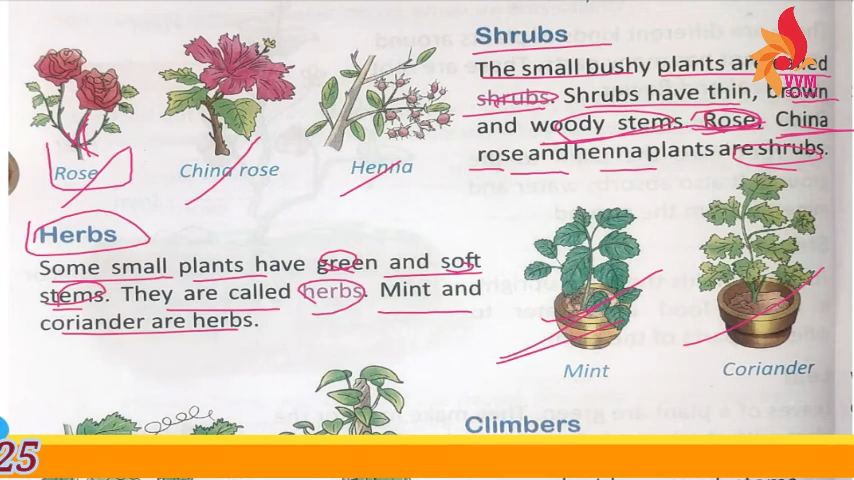 Shrubs
The small bushy plants are called
shrubs. Shrubs have thin, brown
and woody stems. Rose, China
rose and henna plants are shrubs.
Rose
China rose
Henna
Herbs
Some small plants have green and soft
stems. They are called herbs. Mint and
coriander are herbs.
Mint
Coriander
Climbers
25
VVM